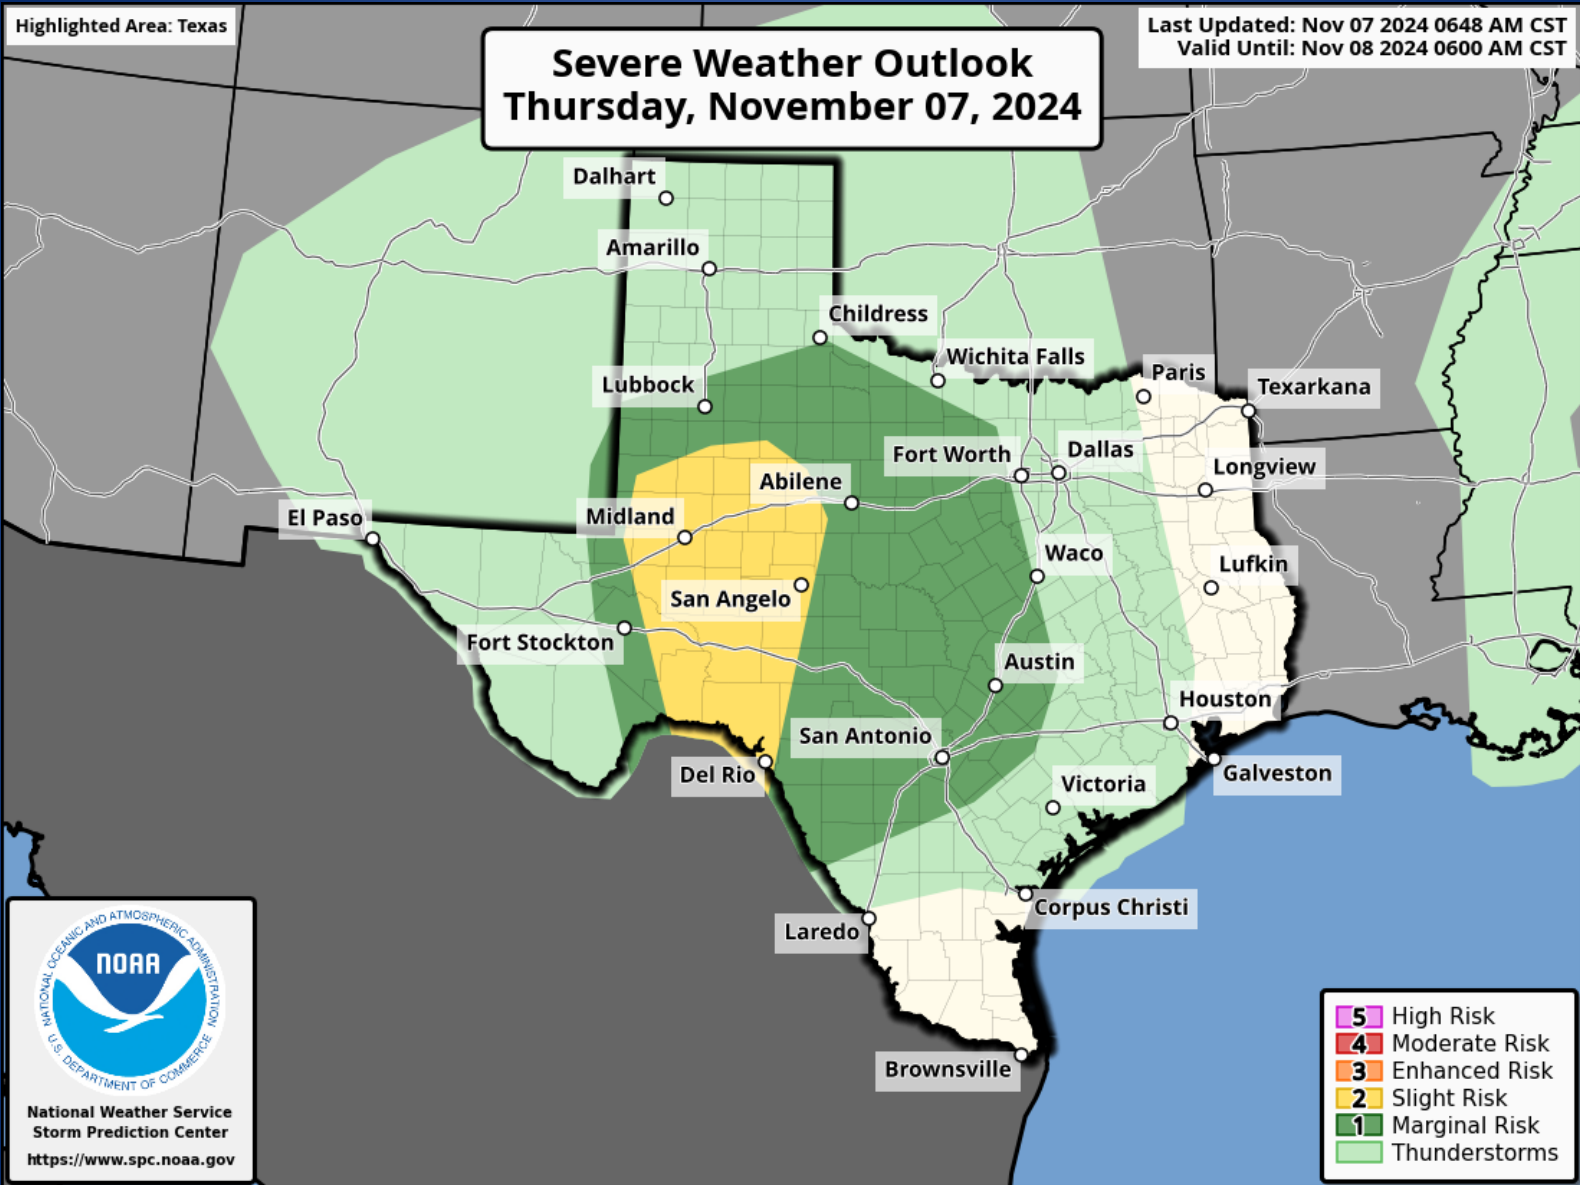 Highlighted Area: Texas
Severe Weather Outlook
Thursday, November 07, 2024
Last Updated: Nov 07 2024 0648 AM CST
Valid Until: Nov 08 2024 0600 AM CST
Dalhart
Amarillo
Childress
Wichita Falls
Paris
Texarkana
Lubbock
Fort Worth
Dallas
Longview
Abilene
Midland
El Paso
Waco
Lufkin
San Angelo
Fort Stockton
Austin
Houston
San Antonio
Del Rio
Galveston
Victoria
Corpus Christi
Laredo
Brownsville
NATIONAL OCEANIC AND ATMOSPHERIC ADMINISTRATION
NOAA
U.S. DEPARTMENT OF COMMERCE
National Weather Service
Storm Prediction Center
https://www.spc.noaa.gov
5 High Risk
4 Moderate Risk
3 Enhanced Risk
2 Slight Risk
1 Marginal Risk
Thunderstorms